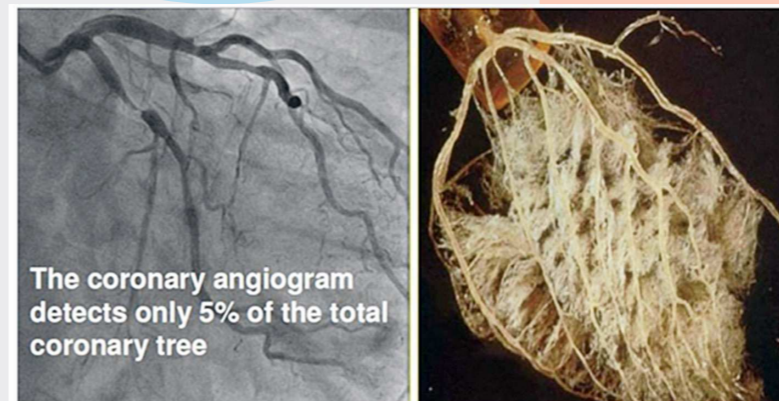 The coronary angiogram
detects only 5% of the total
coronary tree